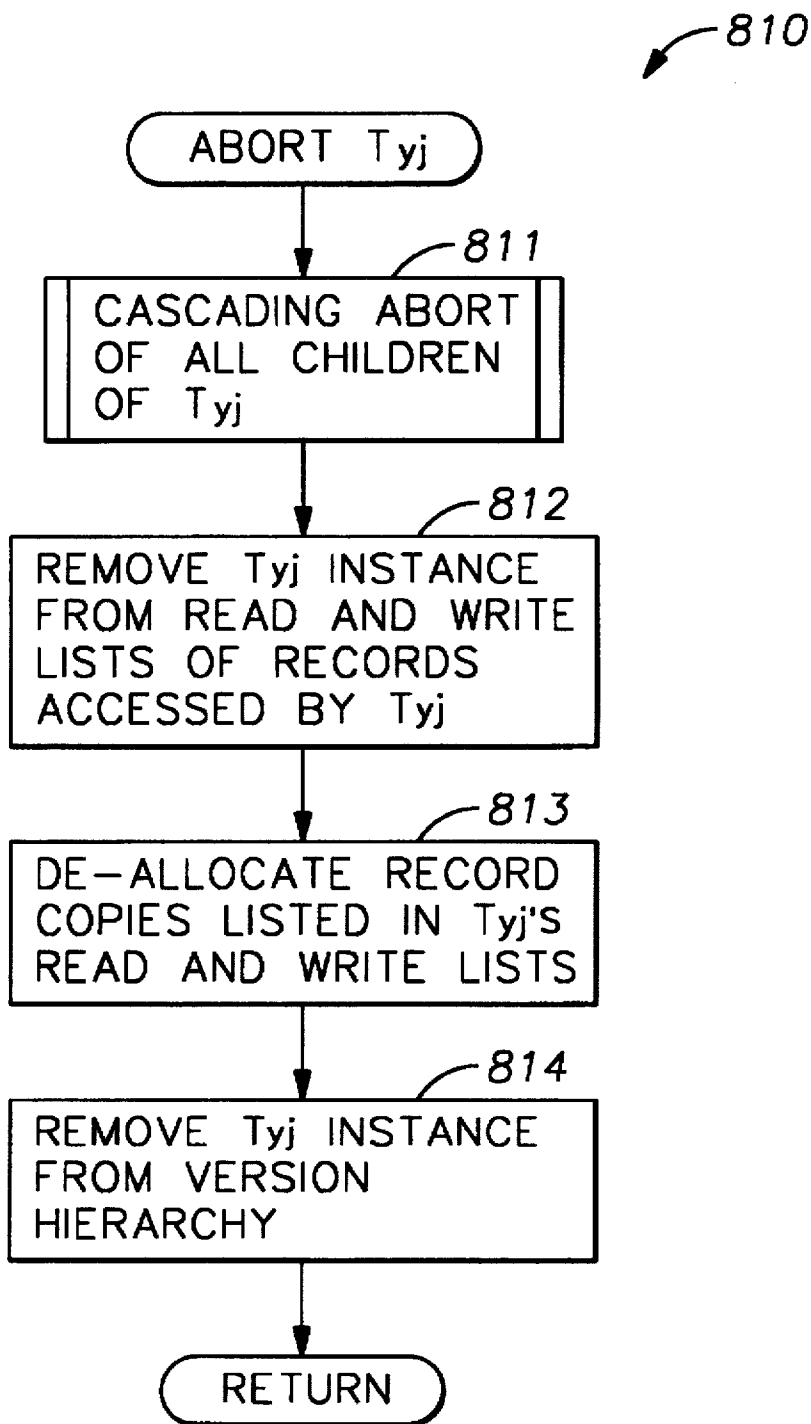 810
ABORT Tyj
811
CASCADING ABORT
OF ALL CHILDREN
OF Tyj
812
REMOVE Tyj INSTANCE
FROM READ AND WRITE
LISTS OF RECORDS
ACCESSED BY Tyj
813
DE-ALLOCATE RECORD
COPIES LISTED IN Tyj'S
READ AND WRITE LISTS
814
REMOVE Tyj INSTANCE
FROM VERSION
HIERARCHY
RETURN